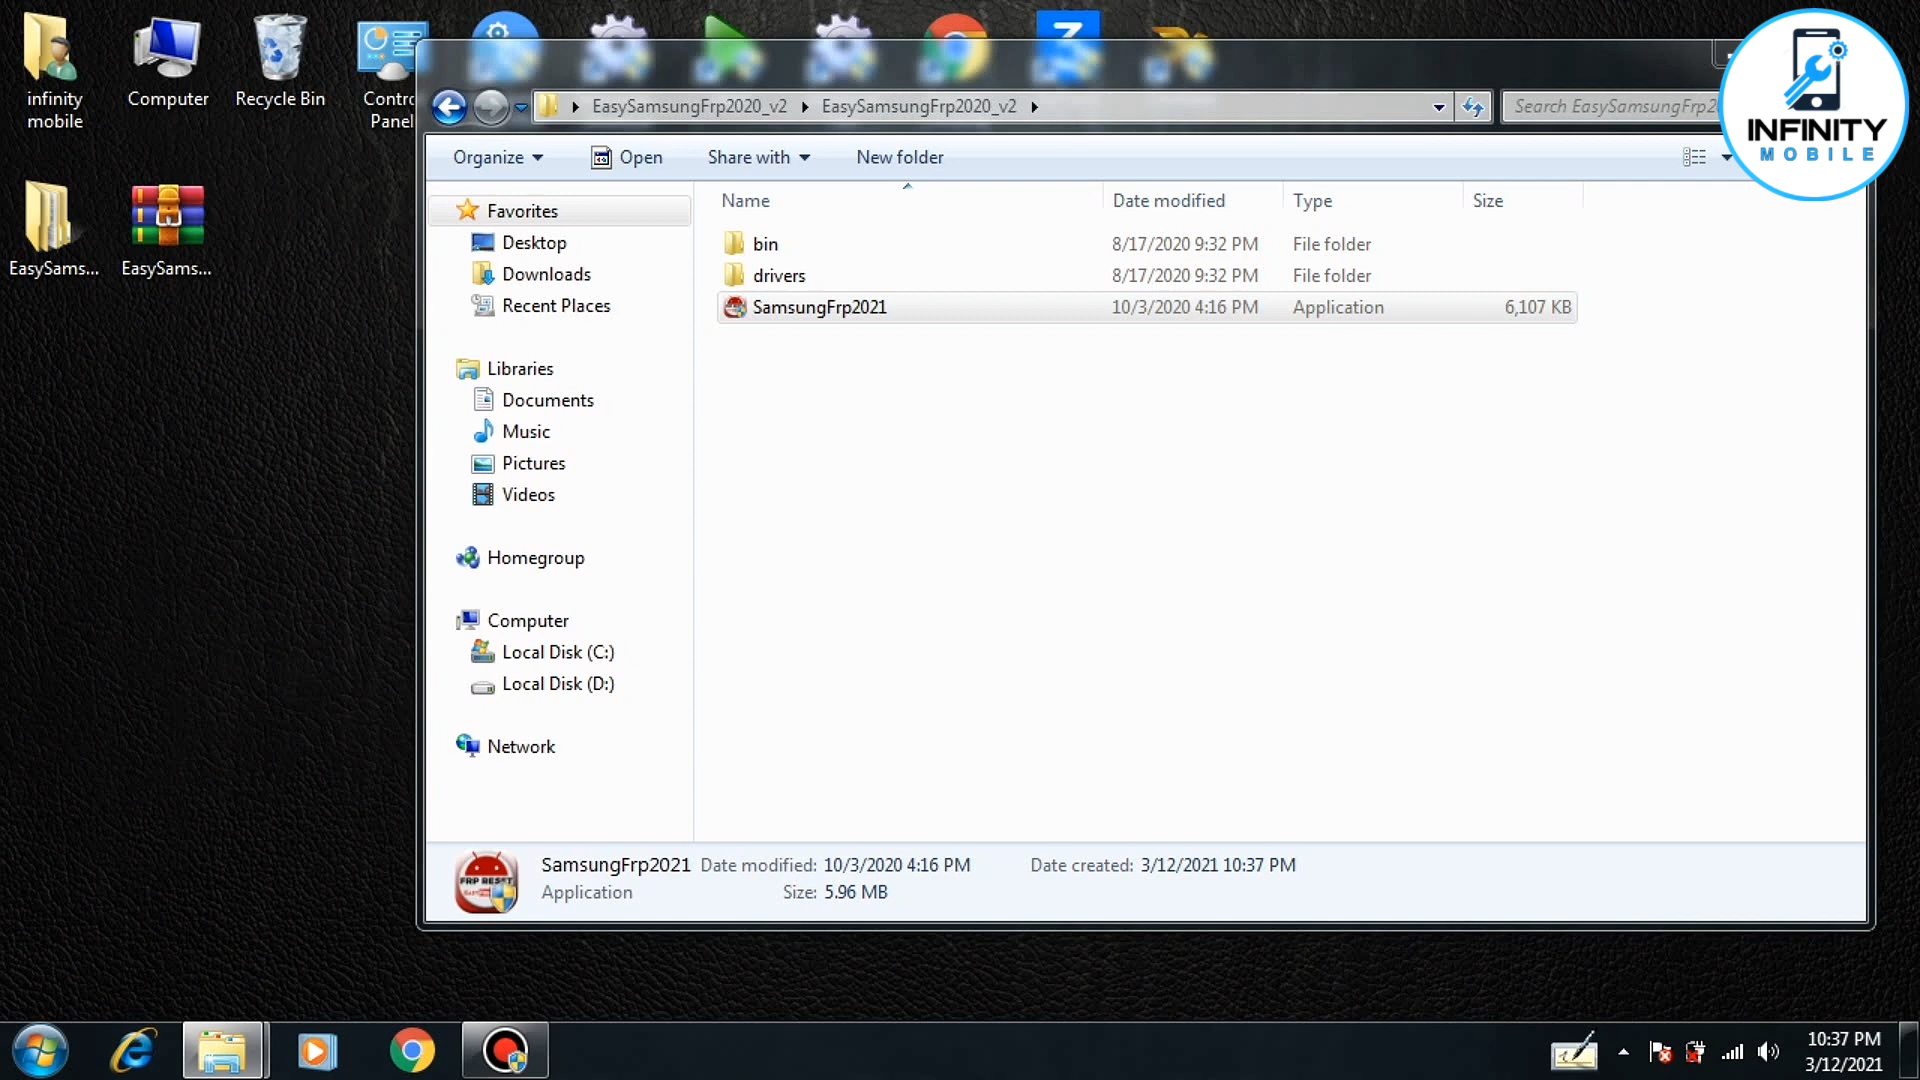 infinity
mobile
Computer
Recycle Bin
Contro
Panel
EasySams...
EasySams...
EasySamsungFrp2020_v2
EasySamsungFrp2020_v2
Search EasySamsungFrp2
INFINITY
MOBILE
Organize
Open
Share with
New folder
Name
Date modified
Type
Size
bin
8/17/2020 9:32 PM
File folder
drivers
8/17/2020 9:32 PM
File folder
SamsungFrp2021
10/3/2020 4:16 PM
Application
6,107 KB
Favorites
Desktop
Downloads
Recent Places
Libraries
Documents
Music
Pictures
Videos
Homegroup
Computer
Local Disk (C:)
Local Disk (D:)
Network
FRP RESET
SamsungFrp2021
Date modified: 10/3/2020 4:16 PM
Date created: 3/12/2021 10:37 PM
Application
Size: 5.96 MB
10:37 PM
3/12/2021